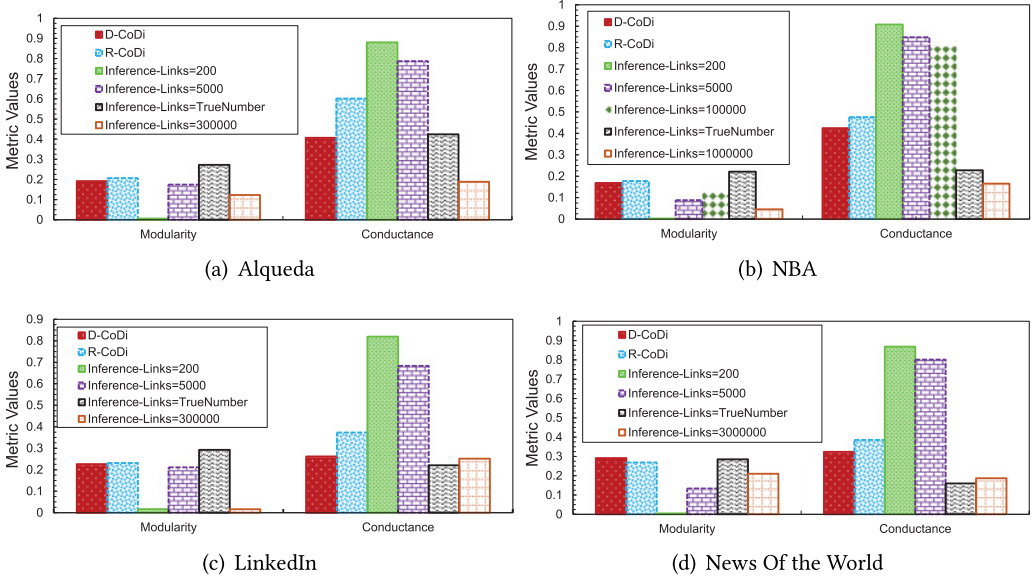 Metric Values
1
0.9
0.8
0.7
0.6
0.5
0.4
0.3
0.2
0.1
0
D-CoDi
R-CoDi
Inference-Links=200
Inference-Links=5000
Inference-Links=TrueNumber
Inference-Links=300000
Modularity Conductance
(a) Alqueda
Metric Values
1
0.9
0.8
0.7
0.6
0.5
0.4
0.3
0.2
0.1
0
D-CoDi
R-CoDi
Inference-Links=200
Inference-Links=5000
Inference-Links=100000
Inference-Links=TrueNumber
Inference-Links=1000000
Modularity Conductance
(b) NBA
Metric Values
0.9
0.8
0.7
0.6
0.5
0.4
0.3
0.2
0.1
0
D-CoDi
R-CoDi
Inference-Links=200
Inference-Links=5000
Inference-Links=TrueNumber
Inference-Links=300000
Modularity Conductance
(c) LinkedIn
Metric Values
1
0.9
0.8
0.7
0.6
0.5
0.4
0.3
0.2
0.1
0
D-CoDi
R-CoDi
Inference-Links=200
Inference-Links=5000
Inference-Links=TrueNumber
Inference-Links=3000000
Modularity Conductance
(d) News Of the World